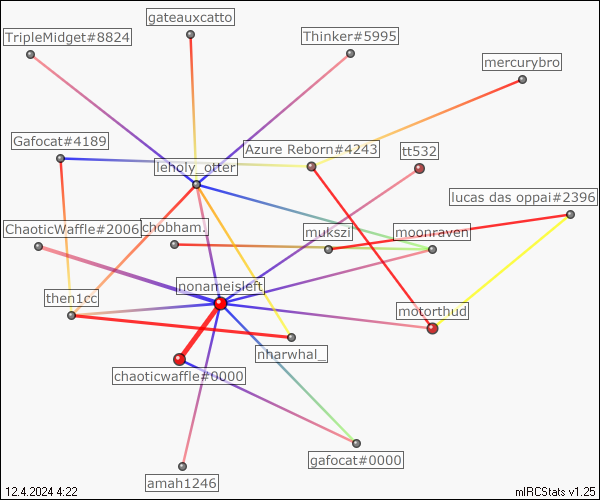 gateauxcatto
TripleMidget#8824
Thinker#5995
mercurybro
Gafocat#4189
Azure Reborn#4243
tt532
leholy_otter
lucas das oppai#2396
ChaoticWaffle#2006
chobham.
mukszi
moonraven
nonameisleft
then1cc
motorthud
nharwhal_
chaoticwaffle#0000
gafocat#0000
amah1246
12.4.2024 4:22
mIRCStats v1.25